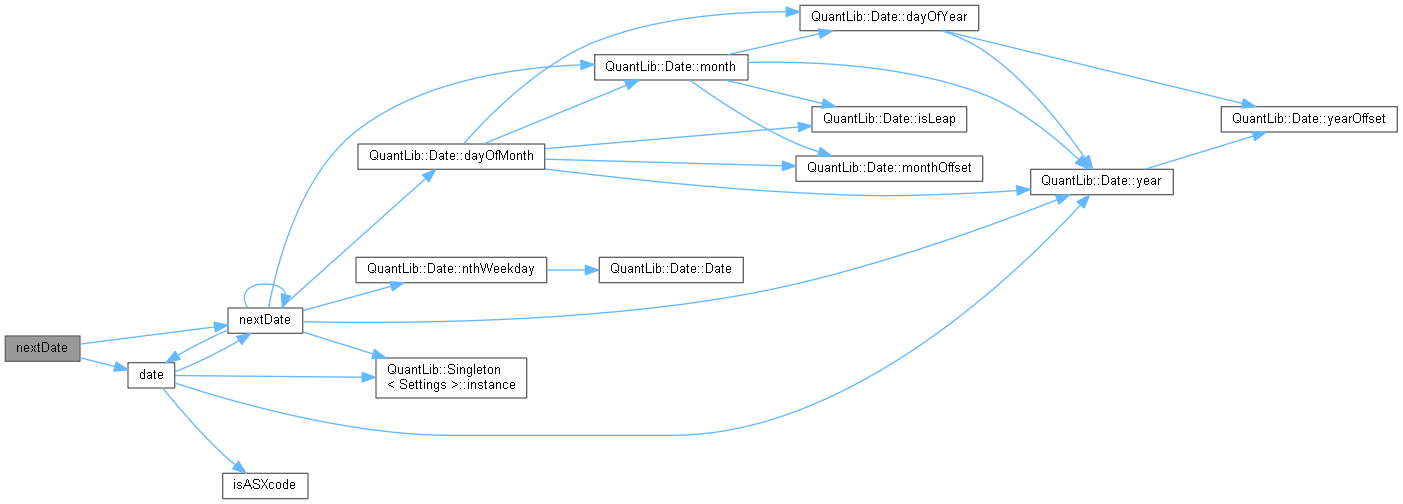 QuantLib::Date::dayOfYear
QuantLib::Date::month
QuantLib::Date::isLeap
QuantLib::Date::yearOffset
QuantLib::Date::dayOfMonth
QuantLib::Date::monthOffset
QuantLib::Date::year
QuantLib::Date::nthWeekday
QuantLib::Date::Date
nextDate
nextDate
date
QuantLib::Singleton
< Settings >::instance
isASXcode